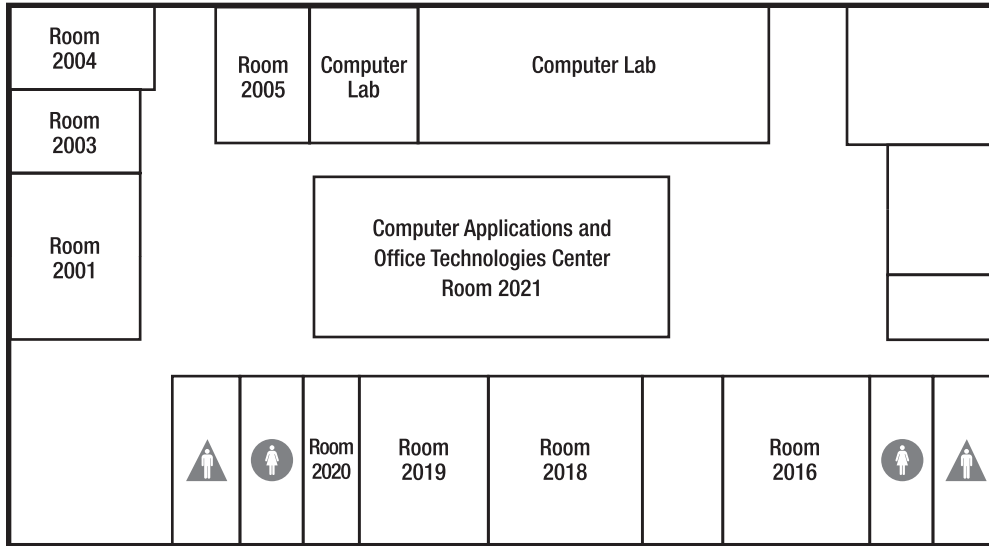 Room
2004
Room
2005
Computer
Lab
Computer Lab
Room
2003
Room
2001
Computer Applications and
Office Technologies Center
Room 2021
Room
2020
Room
2019
Room
2018
Room
2016